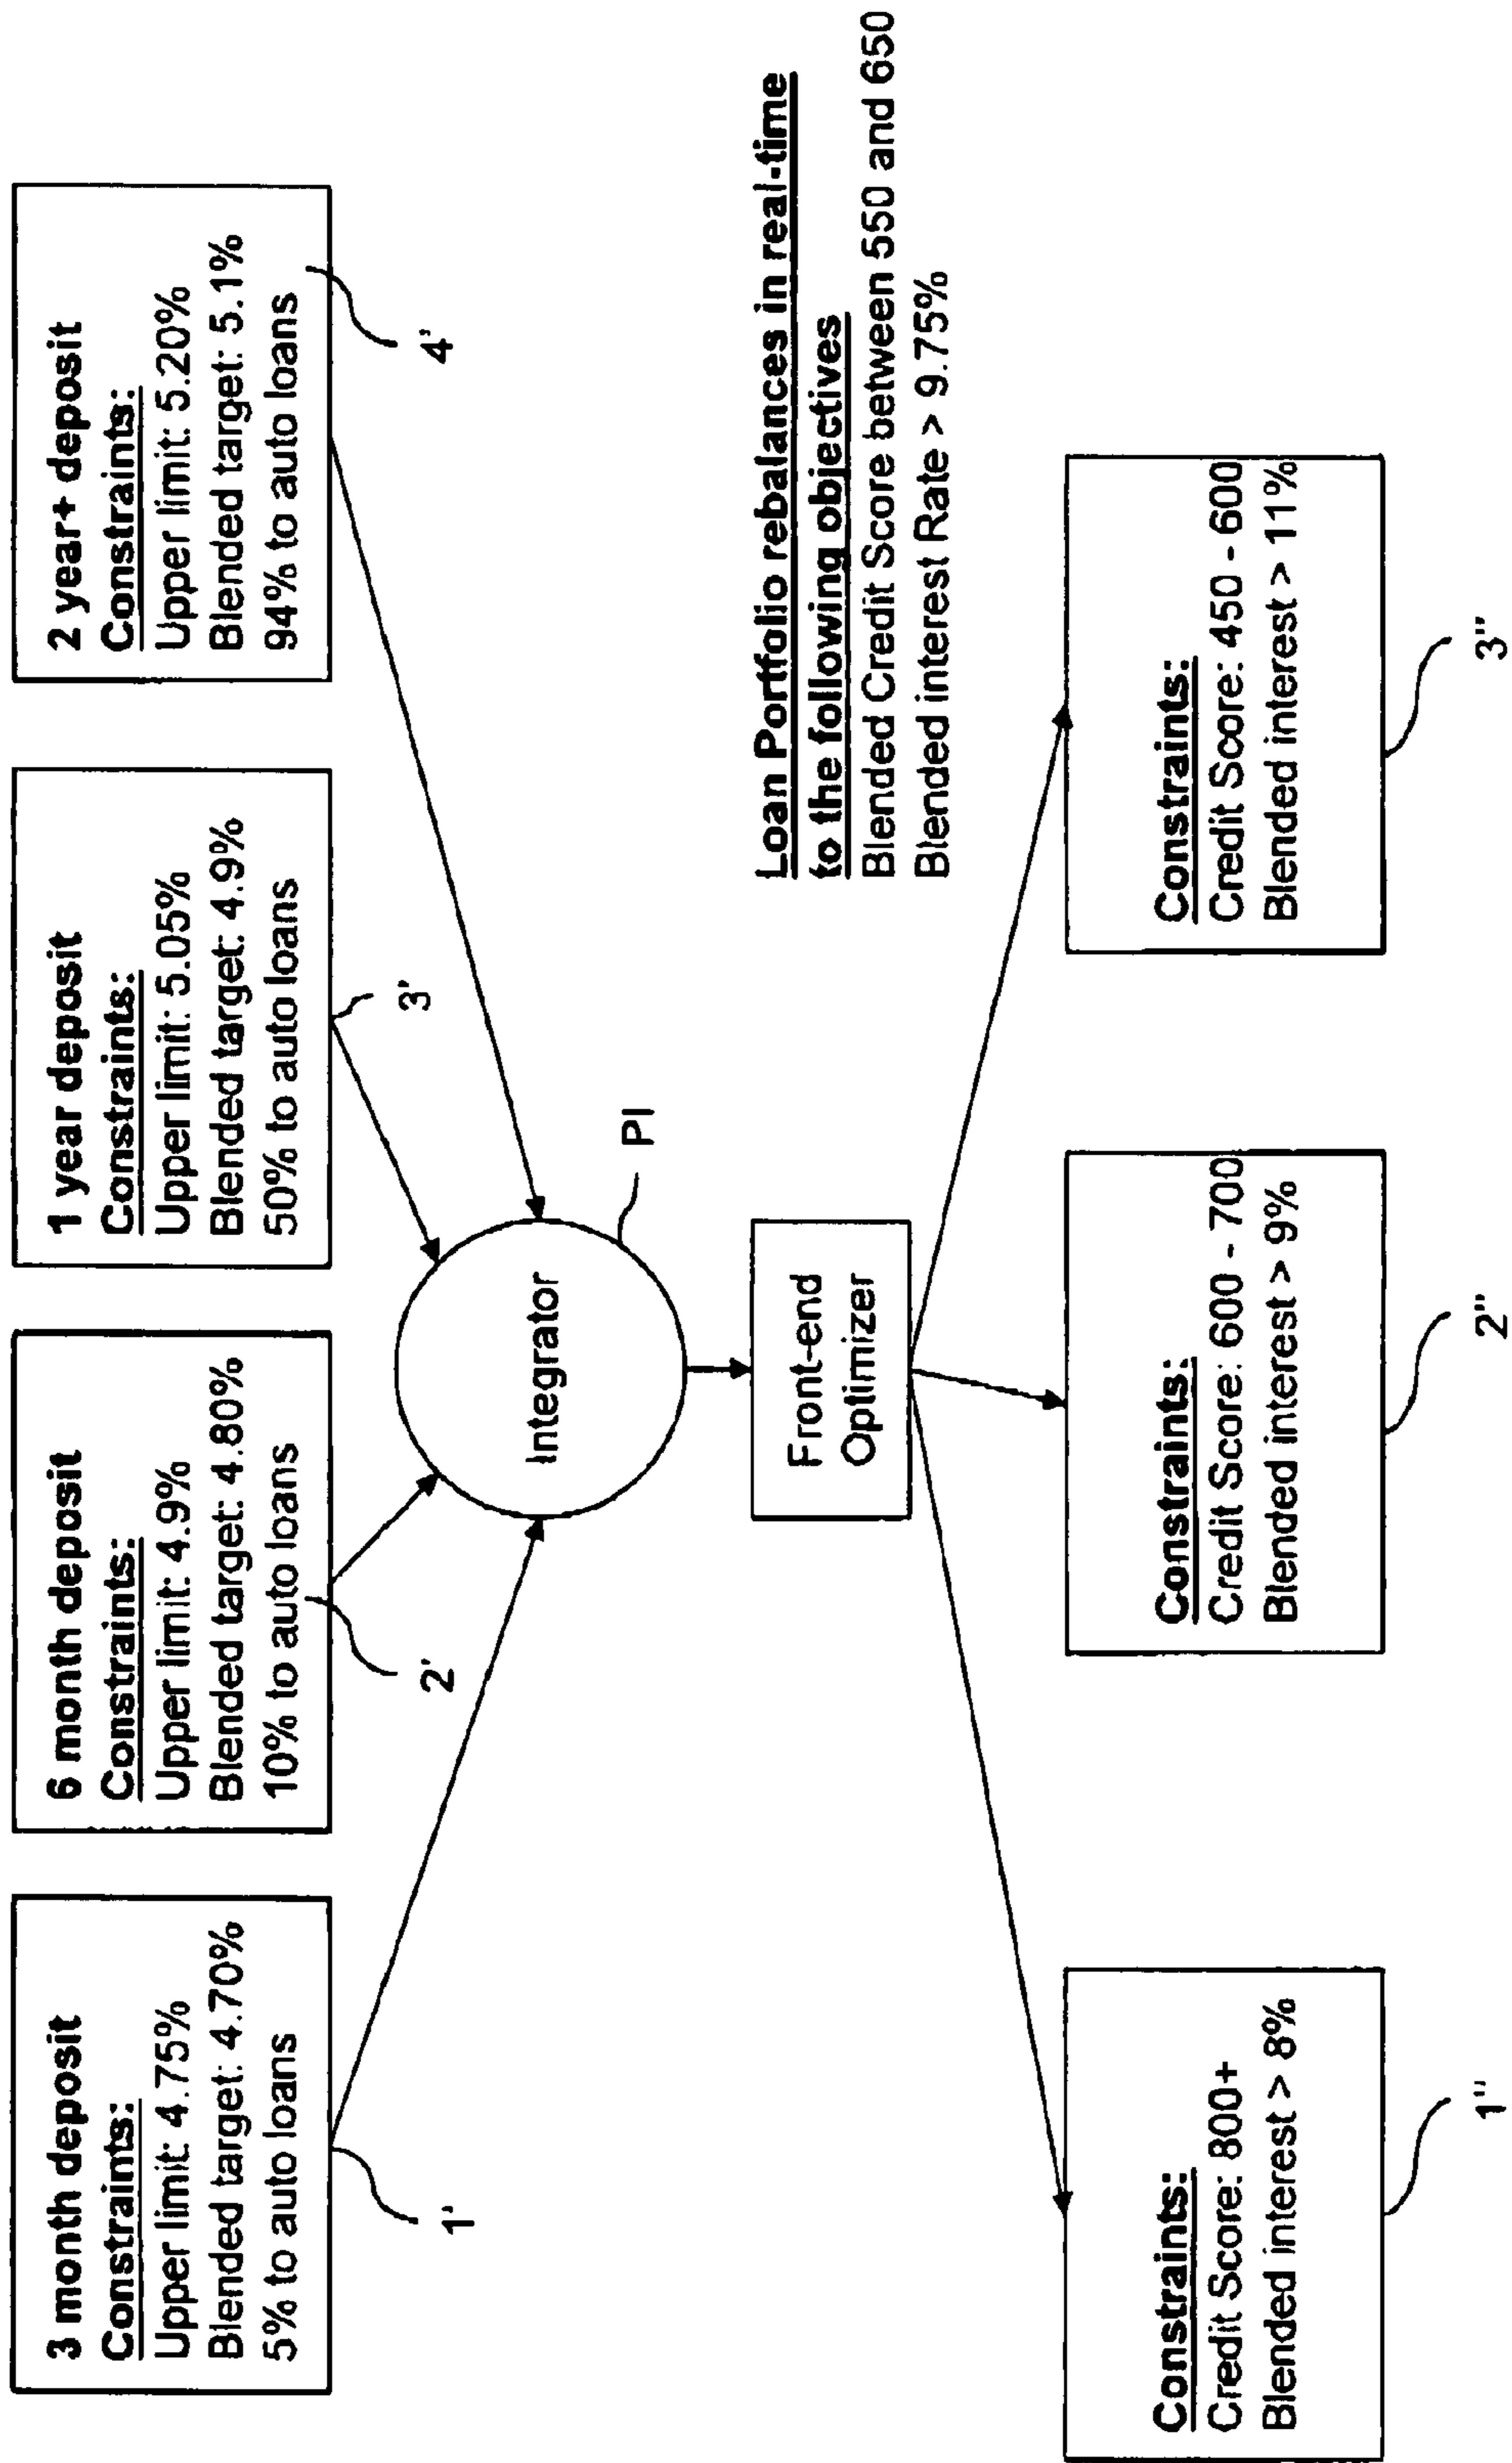 3 month deposit
Constraints:
Upper limit: 4.75%
Blended target: 4.70%
5% to auto loans
1'
6 month deposit
Constraints:
Upper limit: 4.9%
Blended target: 4.80%
10% to auto loans
2'
1 year deposit
Constraints:
Upper limit: 5.05%
Blended target: 4.9%
50% to auto loans
3'
2 year+ deposit
Constraints:
Upper limit: 5.20%
Blended target: 5.1%
94% to auto loans
4'
Integrator
PI
Front-end
Optimizer
Loan Portfolio rebalances in real-time
to the following objectives
Blended Credit Score between 550 and 650
Blended interest Rate > 9.75%
Constraints:
Credit Score: 800+
Blended interest > 8%
1"
Constraints:
Credit Score: 600 - 700
Blended interest > 9%
2"
Constraints:
Credit Score: 450 - 600
Blended interest > 11%
3"